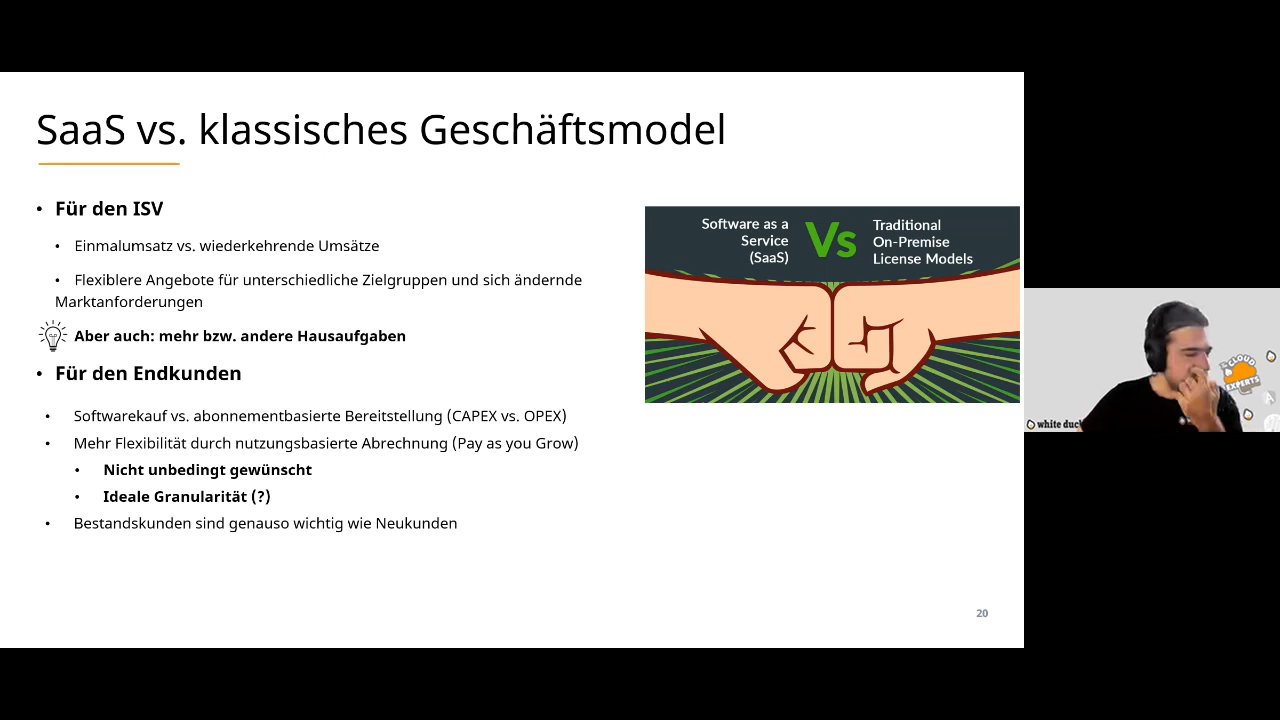 SaaS vs. klassisches Geschäftsmodel
• Für den ISV
• Einmalumsatz vs. wiederkehrende Umsätze
• Flexiblere Angebote für unterschiedliche Zielgruppen und sich ändernde
Marktanforderungen
Aber auch: mehr bzw. andere Hausaufgaben
• Für den Endkunden
• Softwarekauf vs. abonnementbasierte Bereitstellung (CAPEX vs. OPEX)
• Mehr Flexibilität durch nutzungsbasierte Abrechnung (Pay as you Grow)
• Nicht unbedingt gewünscht
• Ideale Granularität (?)
• Bestandskunden sind genauso wichtig wie Neukunden
Software as a
Service
(SaaS)
Vs
Traditional
On-Premise
License Models
20
CLOUD
EXPERTS
white duck